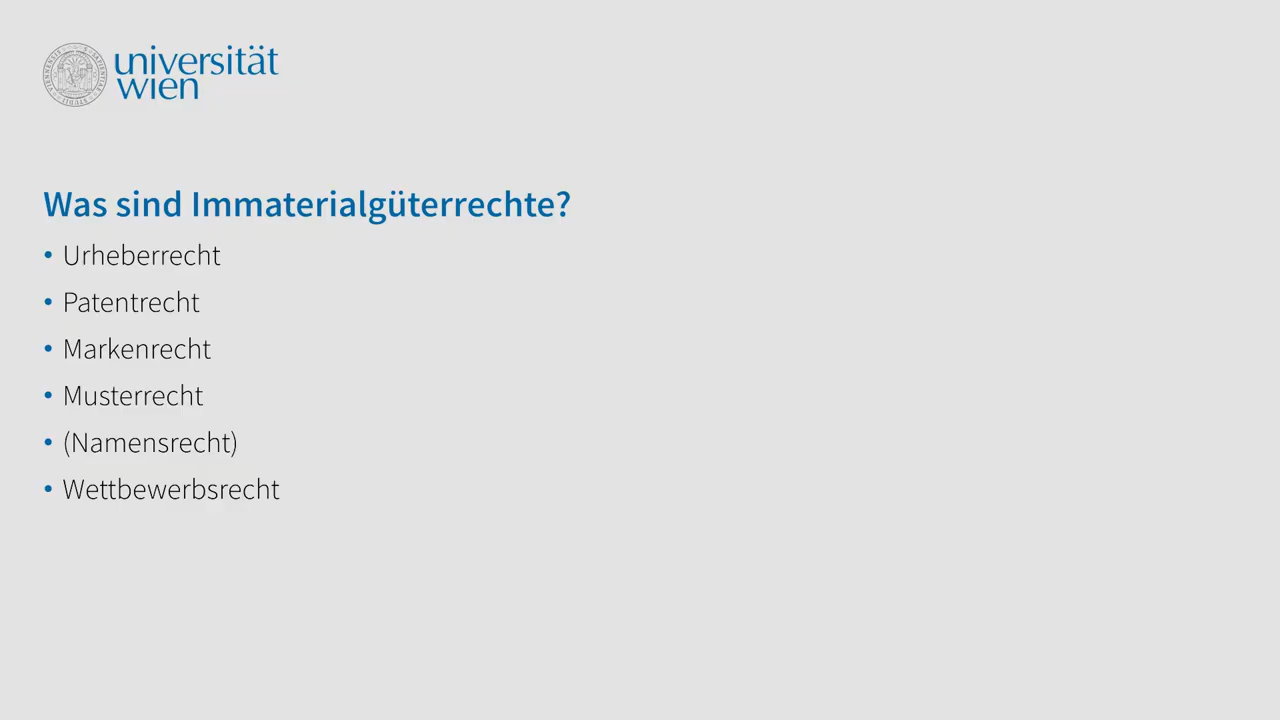 universität
wien
Was sind Immaterialgüterrechte?
• Urheberrecht
• Patentrecht
• Markenrecht
• Musterrecht
• (Namensrecht)
• Wettbewerbsrecht